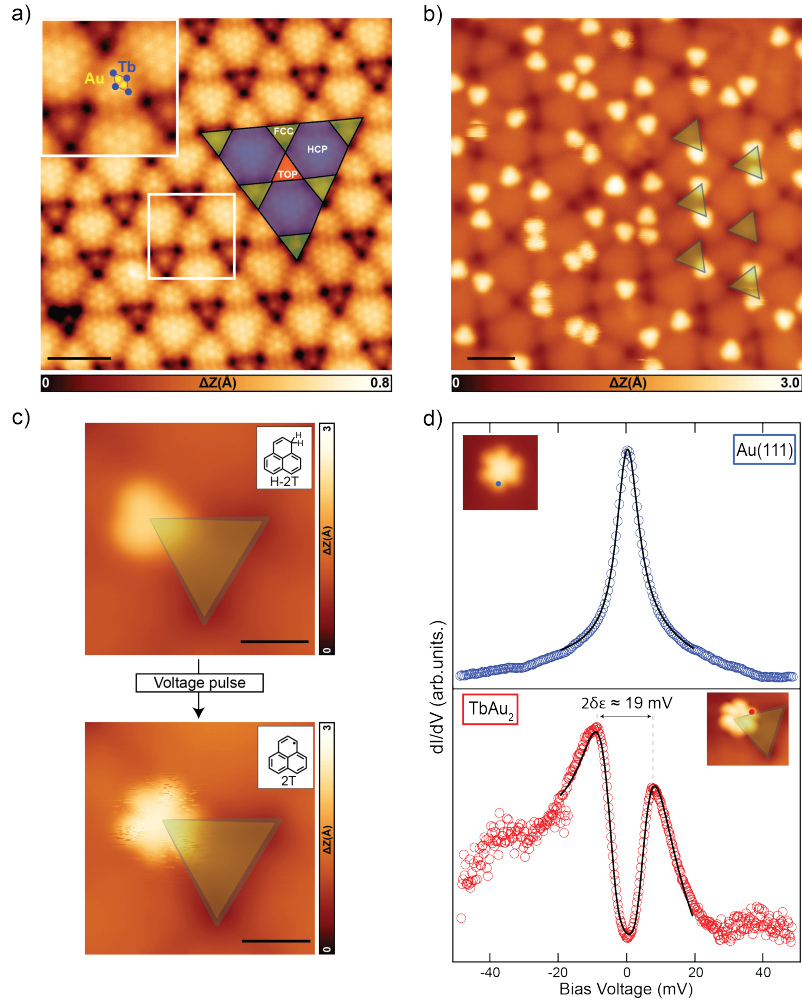 a)
Tb
Au
FCC
HCP
TOP
0
ΔZ(Å)
0.8
b)
0
ΔZ(Å)
3.0
c)
H
H
H-2T
3
ΔZ(Å)
0
Voltage pulse
2T
3
ΔZ(Å)
0
d)
Au(111)
TbAu₂
2δε ≈ 19 mV
dI/dV (arb.units.)
-40
-20
0
20
40
Bias Voltage (mV)